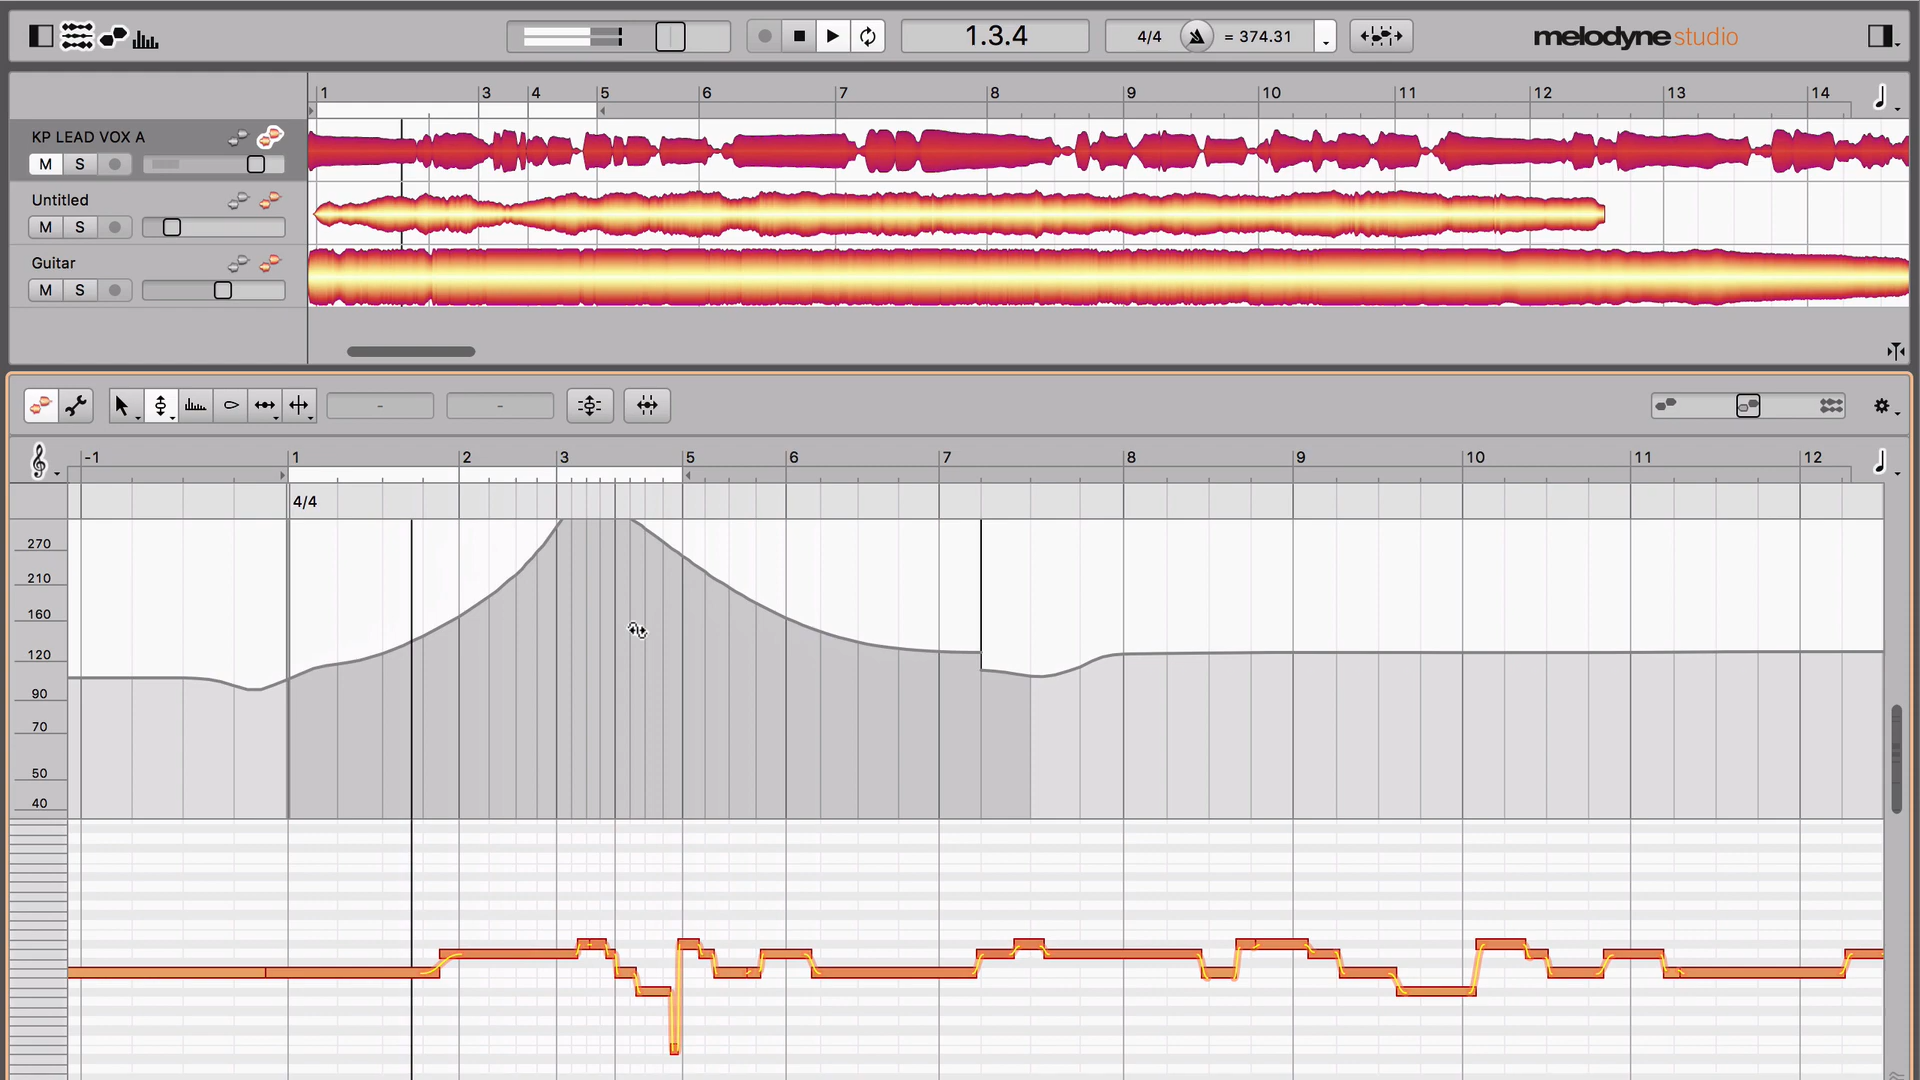 1.3.4
4/4 = 374.31
melodyne studio
1 3 4 5 6 7 8 9 10 11 12 13 14
KP LEAD VOX A
M S
Untitled
M S
Guitar
M S
- -
-1 1 2 3 5 6 7 8 9 10 11 12
4/4
270
210
160
120
90
70
50
40